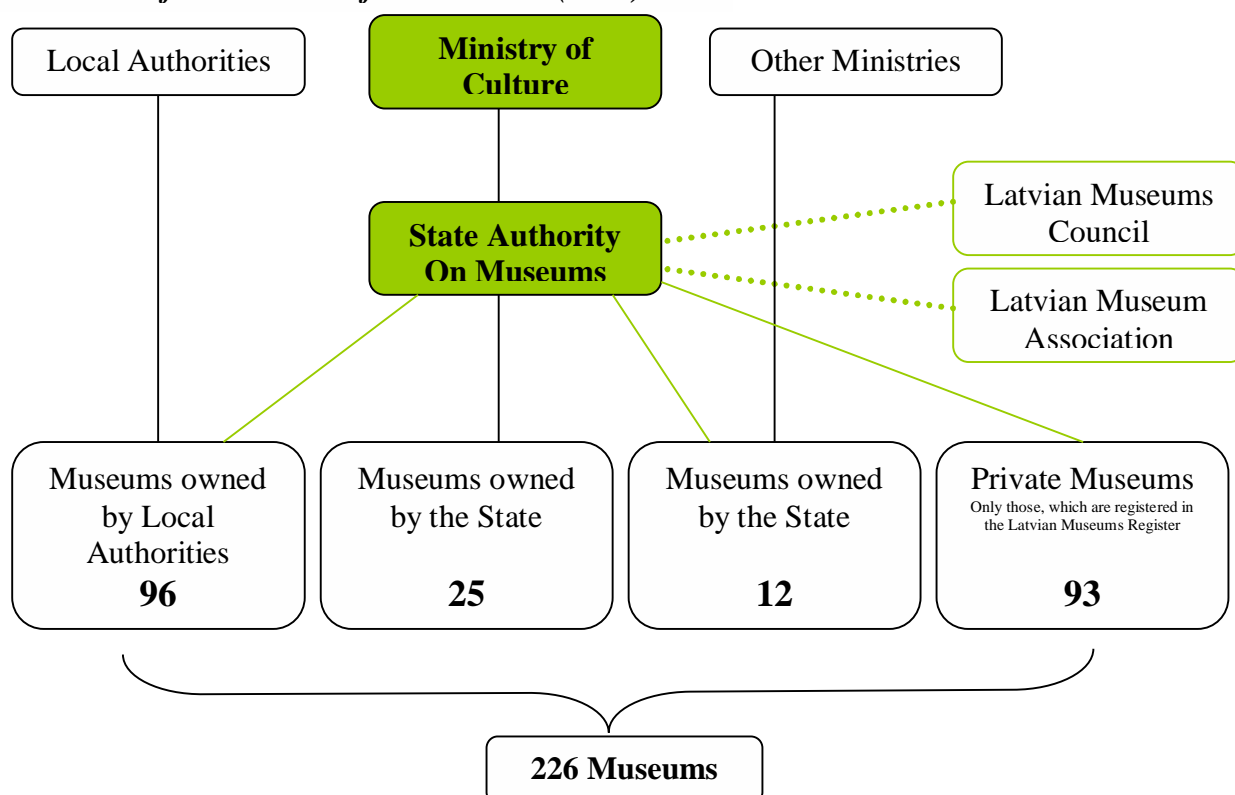 Local Authorities
Ministry of
Culture
Other Ministries
State Authority
On Museums
Latvian Museums
Council
Latvian Museum
Association
Museums owned
by Local
Authorities
96
Museums owned
by the State
25
Museums owned
by the State
12
Private Museums
Only those, which are registered in
the Latvian Museums Register
93
226 Museums